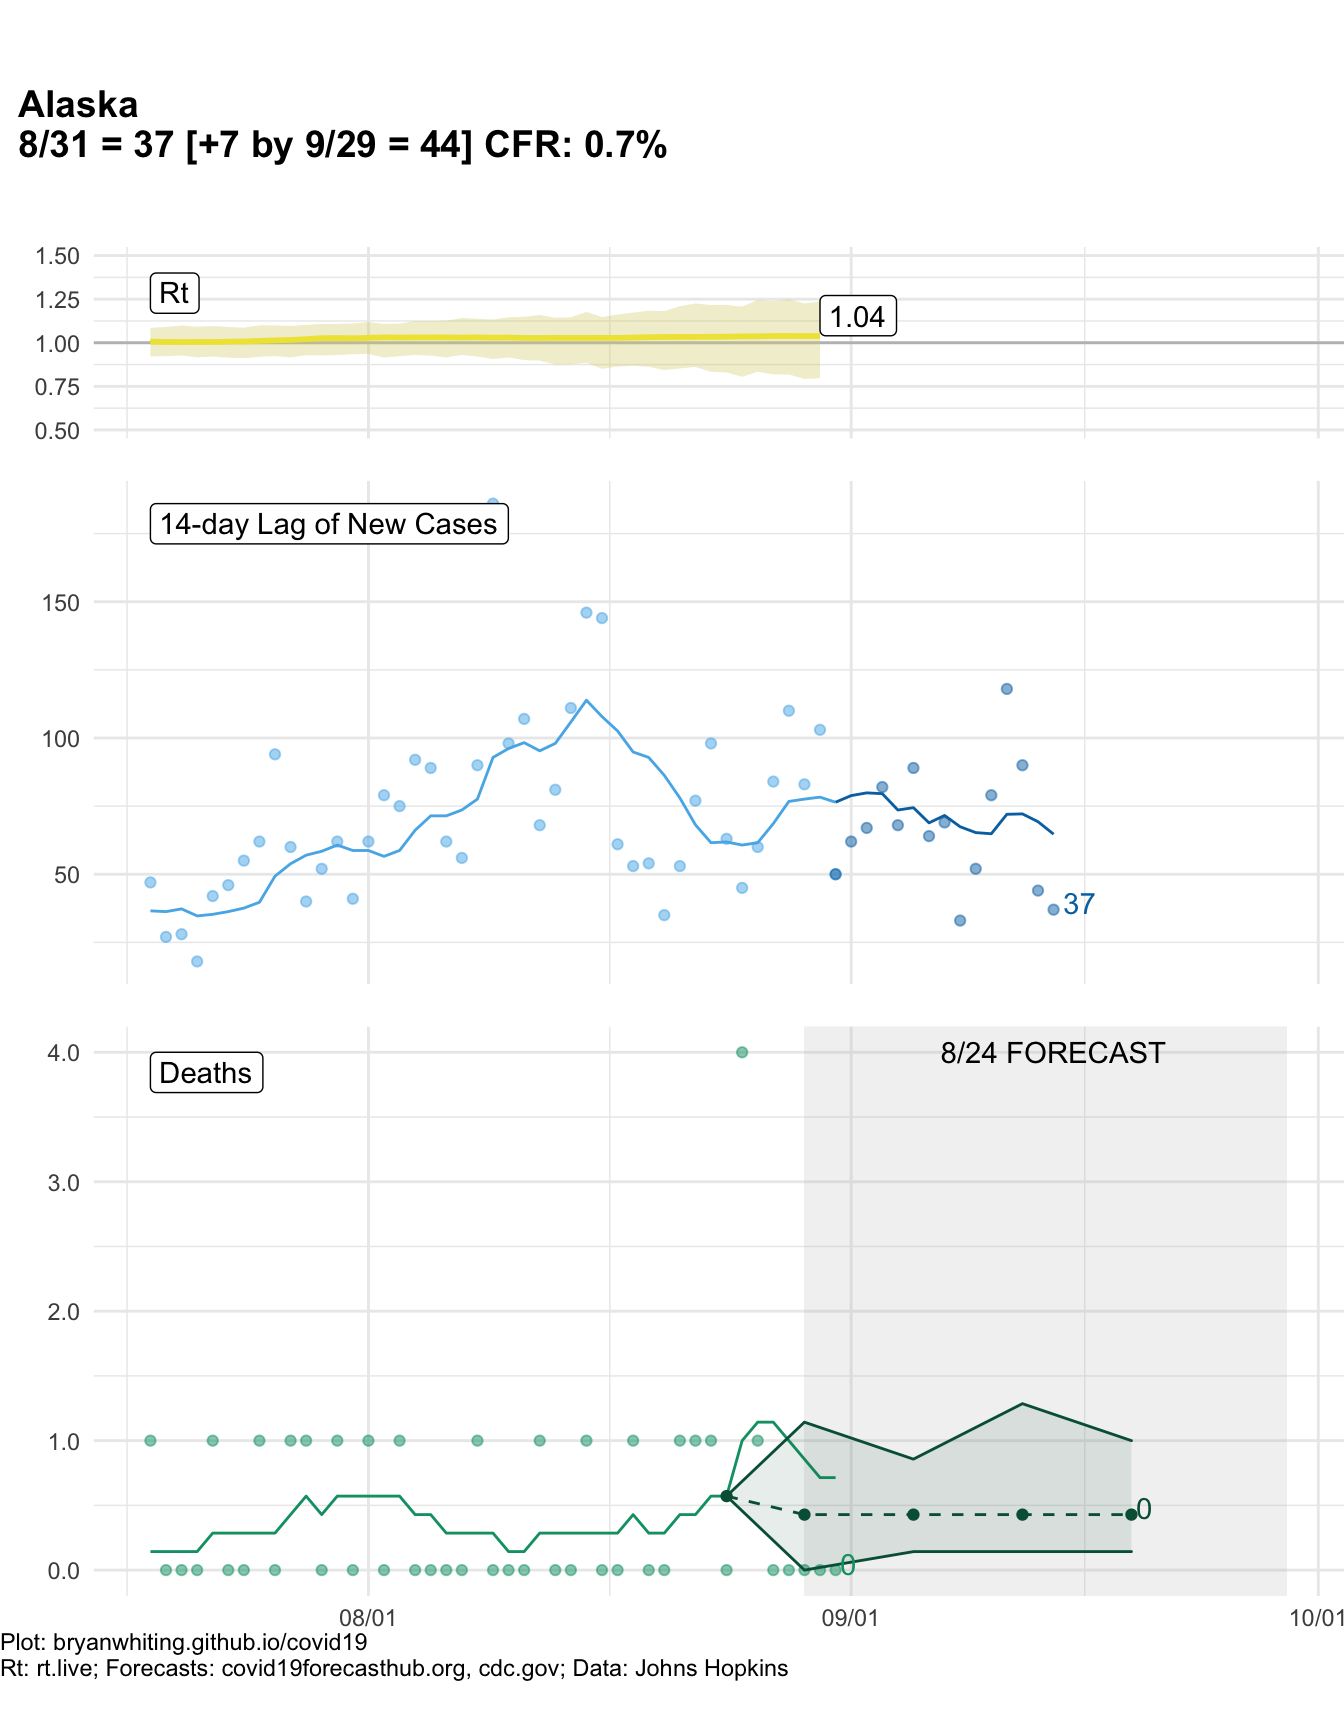 Alaska
8/31 = 37 [+7 by 9/29 = 44] CFR: 0.7%
1.50
Rt
1.25
1.04
1.00
0.75
0.50
14-day Lag of New Cases
150
100
50
37
4.0
8/24 FORECAST
Deaths
3.0
2.0
1.0
0
0.0
0
08/01
09/01
10/01
Plot: bryanwhiting.github.io/covid19
Rt: rt.live; Forecasts: covid19forecasthub.org, cdc.gov; Data: Johns Hopkins